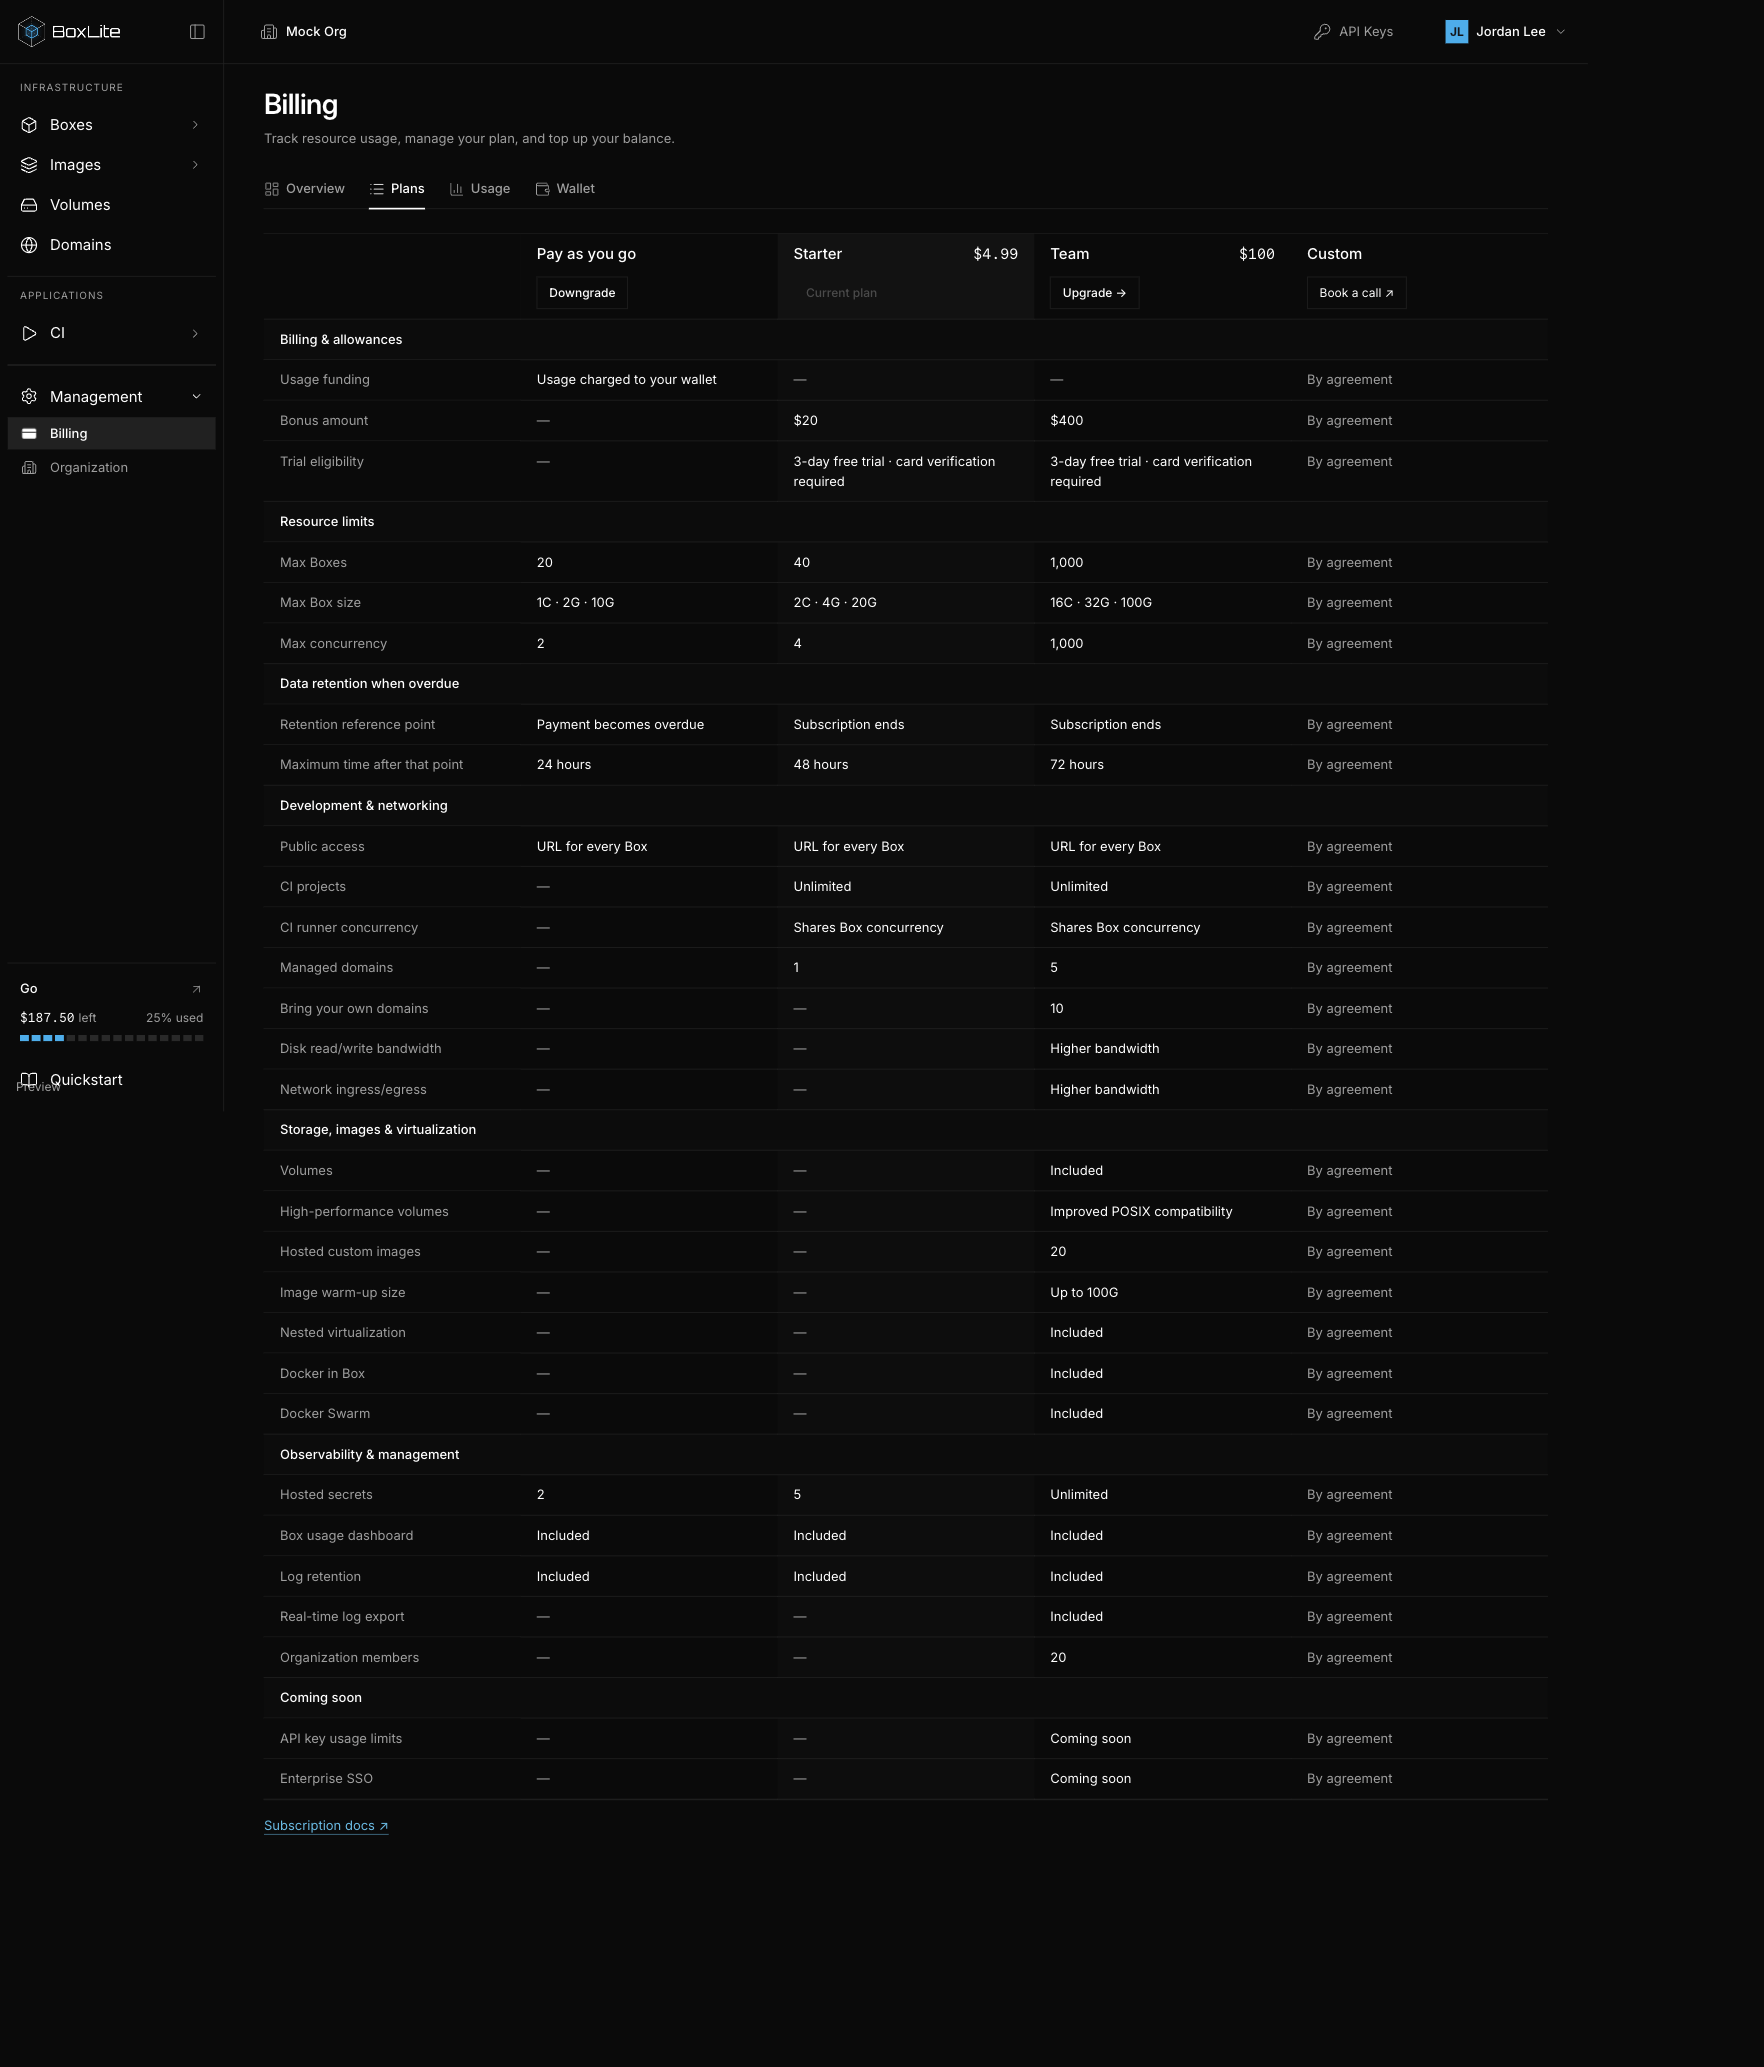 BoxLite
Mock Org
API Keys
JL
Jordan Lee
INFRASTRUCTURE
Boxes
Images
Volumes
Domains
APPLICATIONS
CI
Management
Billing
Organization
Go ↗
$187.50 left 25% used
Quickstart
Preview
Billing
Track resource usage, manage your plan, and top up your balance.
Overview Plans Usage Wallet
Pay as you go Starter $4.99 Team $100 Custom
Downgrade Current plan Upgrade → Book a call ↗
Billing & allowances
Usage funding Usage charged to your wallet — — By agreement
Bonus amount — $20 $400 By agreement
Trial eligibility — 3-day free trial · card verification 3-day free trial · card verification By agreement
required required
Resource limits
Max Boxes 20 40 1,000 By agreement
Max Box size 1C · 2G · 10G 2C · 4G · 20G 16C · 32G · 100G By agreement
Max concurrency 2 4 1,000 By agreement
Data retention when overdue
Retention reference point Payment becomes overdue Subscription ends Subscription ends By agreement
Maximum time after that point 24 hours 48 hours 72 hours By agreement
Development & networking
Public access URL for every Box URL for every Box URL for every Box By agreement
CI projects — Unlimited Unlimited By agreement
CI runner concurrency — Shares Box concurrency Shares Box concurrency By agreement
Managed domains — 1 5 By agreement
Bring your own domains — — 10 By agreement
Disk read/write bandwidth — — Higher bandwidth By agreement
Network ingress/egress — — Higher bandwidth By agreement
Storage, images & virtualization
Volumes — — Included By agreement
High-performance volumes — — Improved POSIX compatibility By agreement
Hosted custom images — — 20 By agreement
Image warm-up size — — Up to 100G By agreement
Nested virtualization — — Included By agreement
Docker in Box — — Included By agreement
Docker Swarm — — Included By agreement
Observability & management
Hosted secrets 2 5 Unlimited By agreement
Box usage dashboard Included Included Included By agreement
Log retention Included Included Included By agreement
Real-time log export — — Included By agreement
Organization members — — 20 By agreement
Coming soon
API key usage limits — — Coming soon By agreement
Enterprise SSO — — Coming soon By agreement
Subscription docs ↗